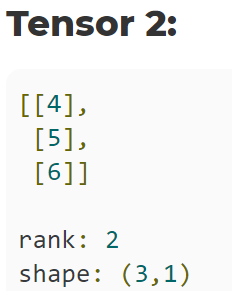 Tensor 2:
[[4],
 [5],
 [6]]
rank: 2
shape: (3,1)